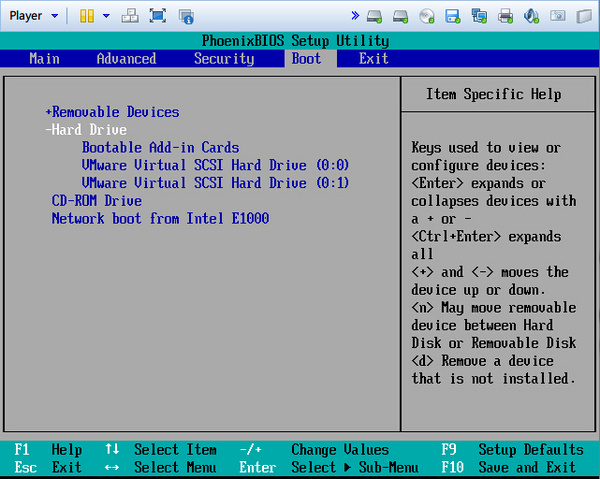 Player
PhoenixBIOS Setup Utility
Main Advanced Security Boot Exit
Item Specific Help
+Removable Devices
-Hard Drive
Bootable Add-in Cards
VMware Virtual SCSI Hard Drive (0:0)
VMware Virtual SCSI Hard Drive (0:1)
CD-ROM Drive
Network boot from Intel E1000
Keys used to view or
configure devices:
<Enter> expands or
collapses devices with
a + or -
<Ctrl+Enter> expands
all
<+> and <-> moves the
device up or down.
<n> May move removable
device between Hard
Disk or Removable Disk
<d> Remove a device
that is not installed.
F1 Help ↑↓ Select Item -/+ Change Values F9 Setup Defaults
Esc Exit ↔ Select Menu Enter Select ▶ Sub-Menu F10 Save and Exit